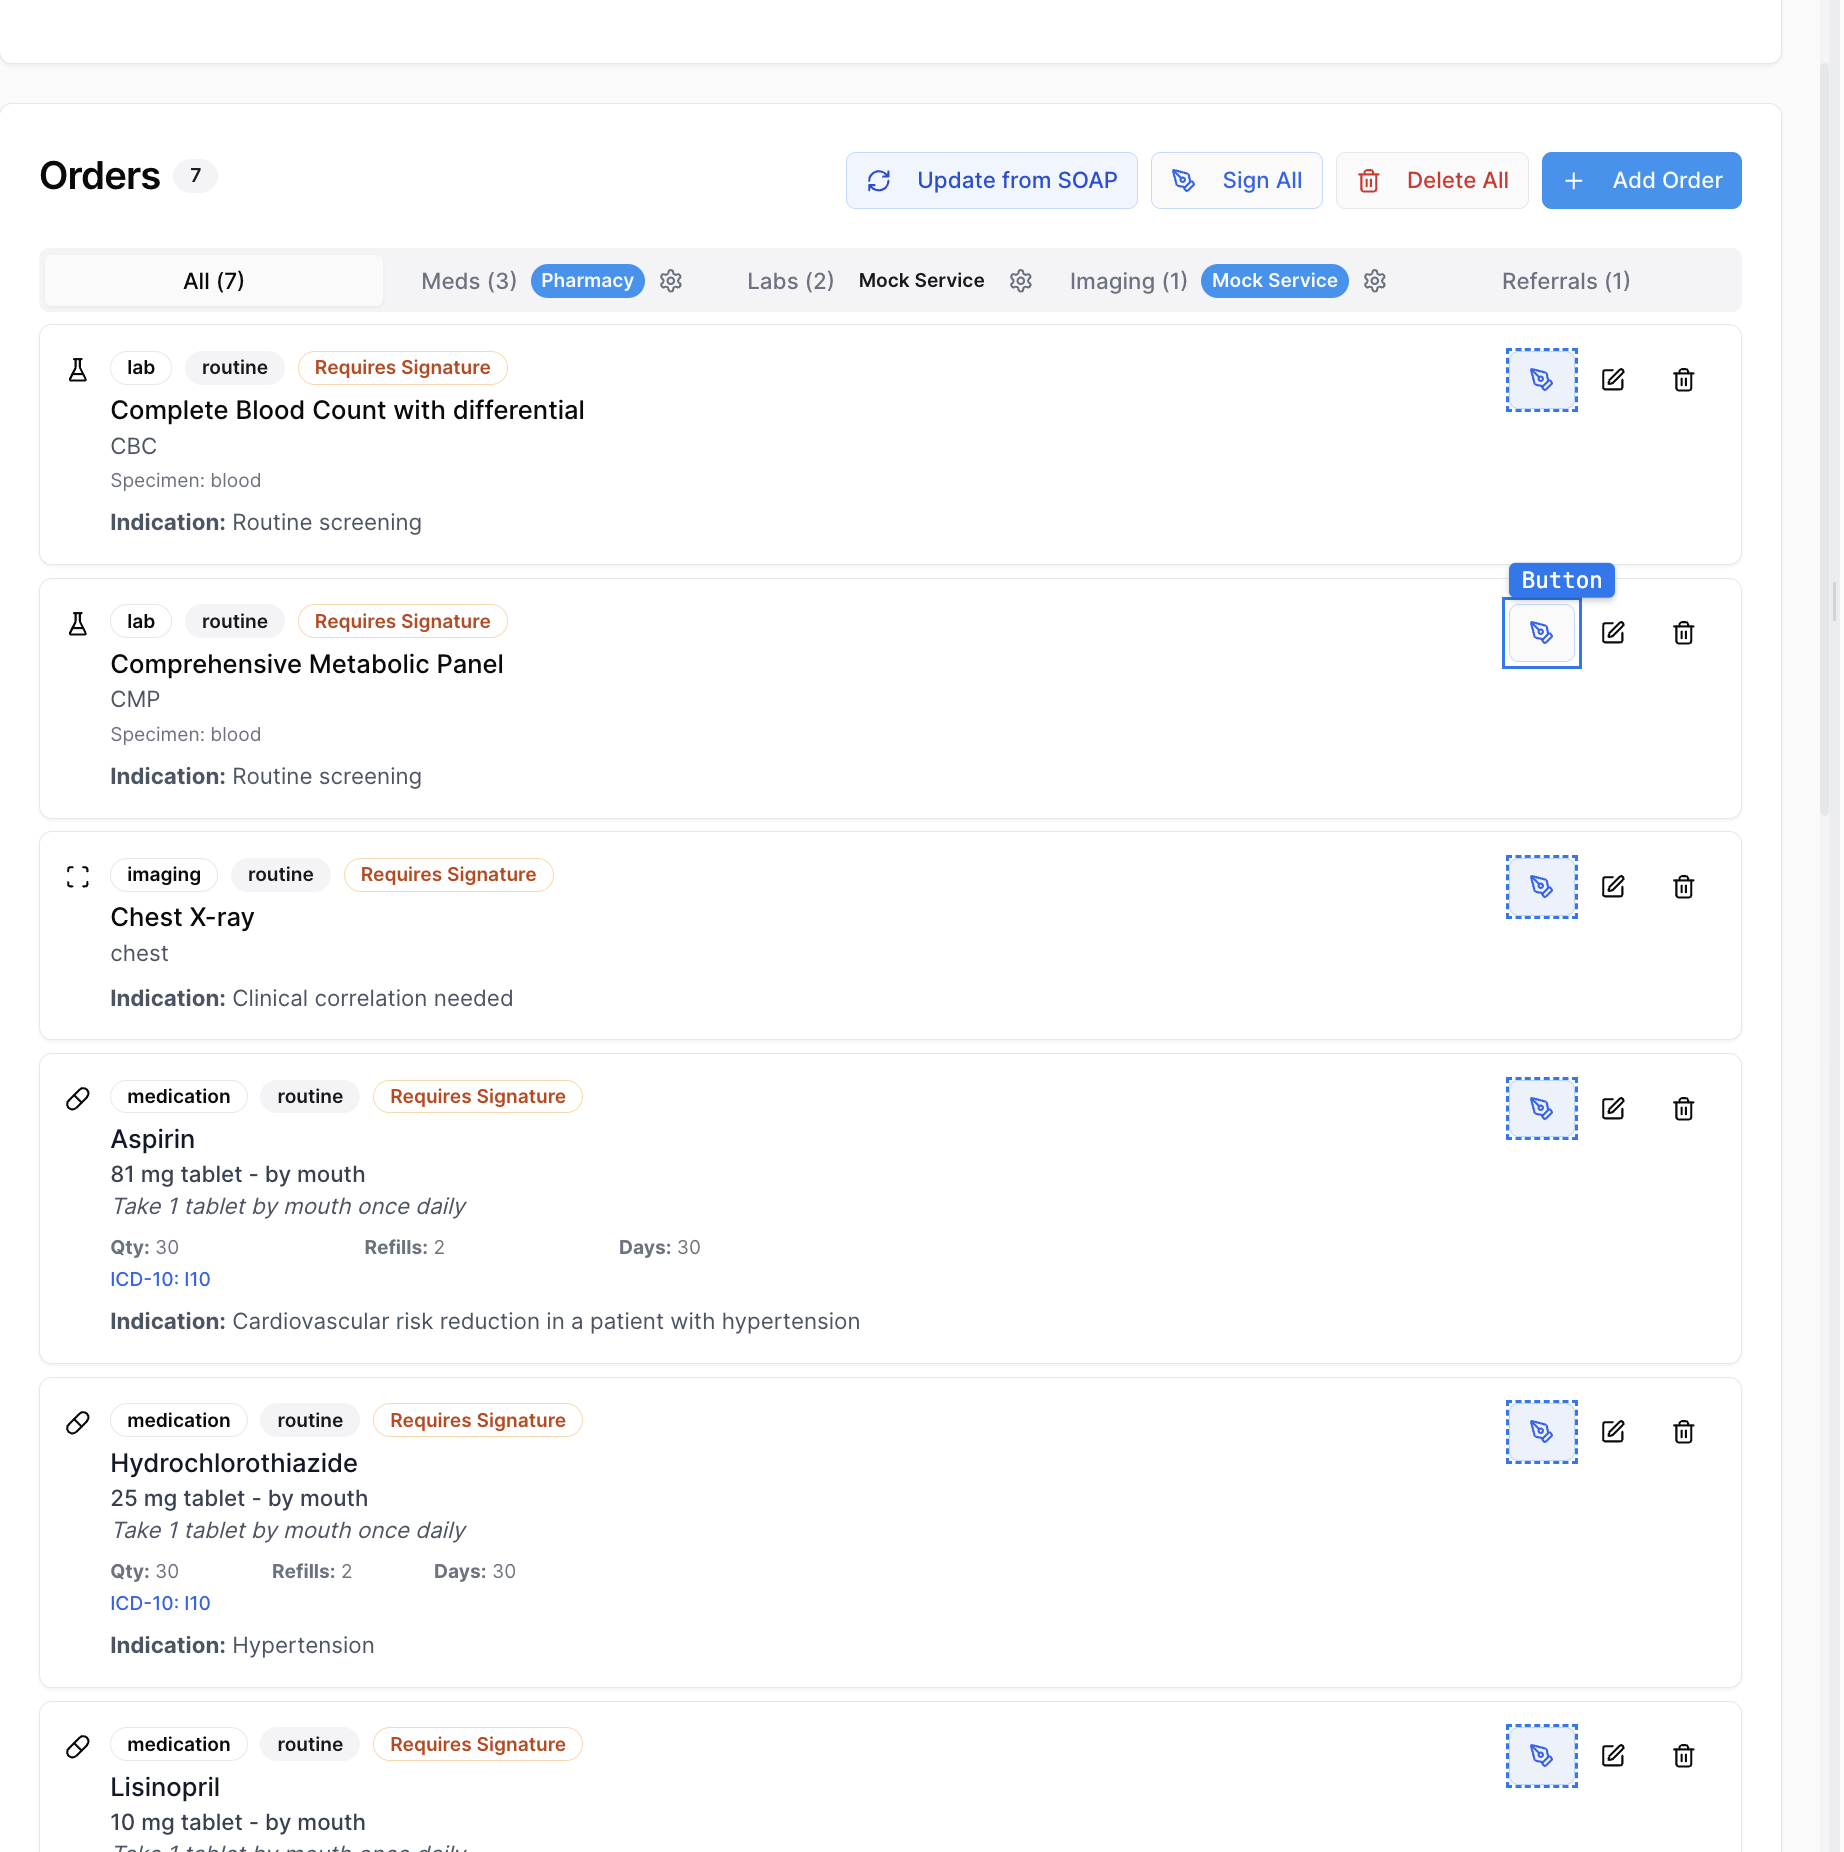 Orders 7
Update from SOAP
Sign All
Delete All
Add Order
All (7)
Meds (3) Pharmacy
Labs (2) Mock Service
Imaging (1) Mock Service
Referrals (1)
lab routine Requires Signature
Complete Blood Count with differential
CBC
Specimen: blood
Indication: Routine screening
Button
lab routine Requires Signature
Comprehensive Metabolic Panel
CMP
Specimen: blood
Indication: Routine screening
imaging routine Requires Signature
Chest X-ray
chest
Indication: Clinical correlation needed
medication routine Requires Signature
Aspirin
81 mg tablet - by mouth
Take 1 tablet by mouth once daily
Qty: 30 Refills: 2 Days: 30
ICD-10: I10
Indication: Cardiovascular risk reduction in a patient with hypertension
medication routine Requires Signature
Hydrochlorothiazide
25 mg tablet - by mouth
Take 1 tablet by mouth once daily
Qty: 30 Refills: 2 Days: 30
ICD-10: I10
Indication: Hypertension
medication routine Requires Signature
Lisinopril
10 mg tablet - by mouth
Take 1 tablet by mouth once daily